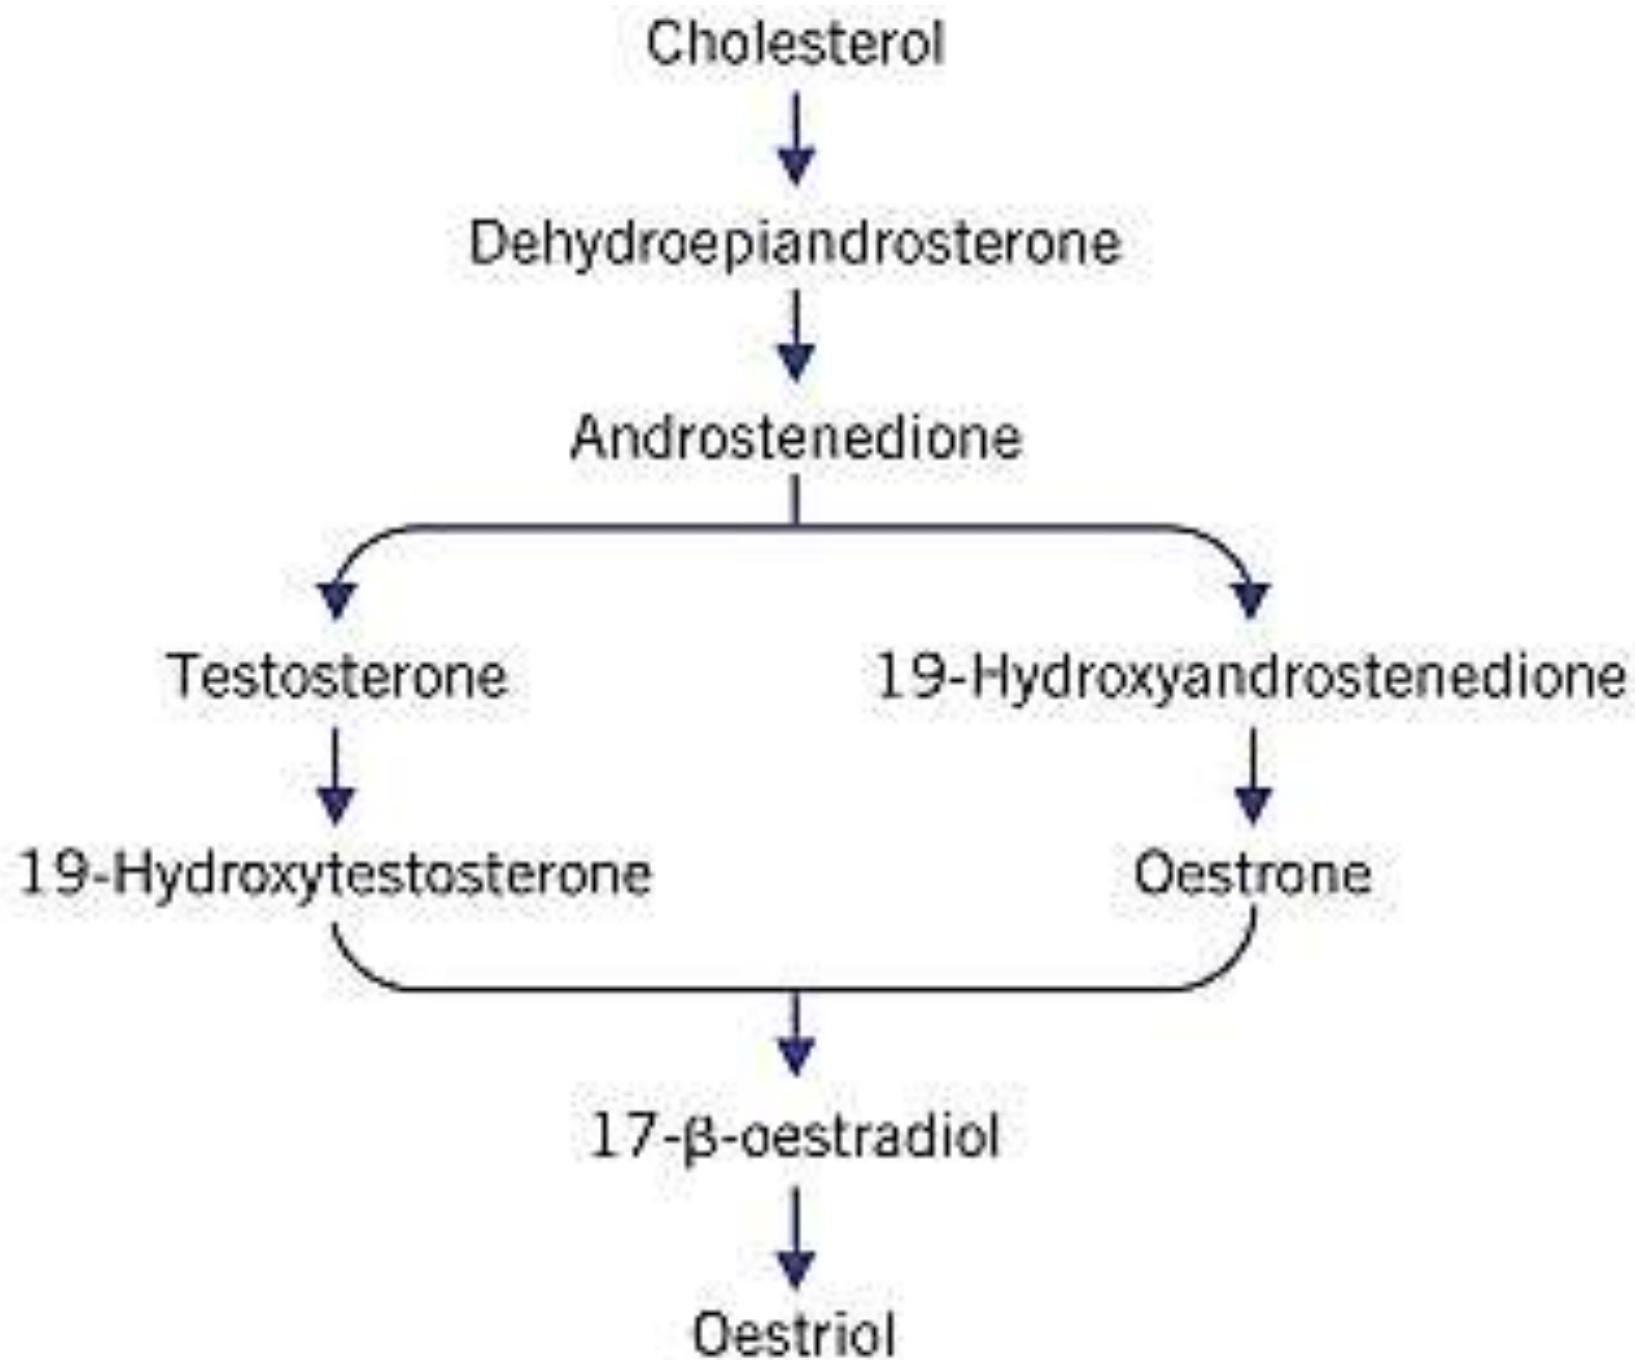 Cholesterol
Dehydroepiandrosterone
Androstenedione
Testosterone
19-Hydroxyandrostenedione
19-Hydroxytestosterone
Oestrone
17-β-oestradiol
Oestriol